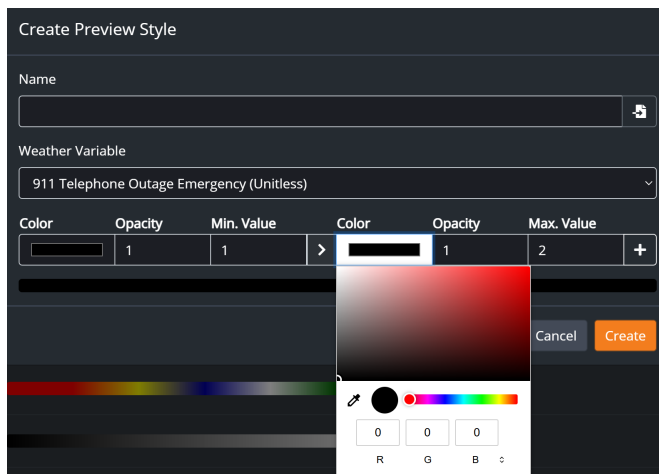 Create Preview Style
Name
Weather Variable
911 Telephone Outage Emergency (Unitless)
Color Opacity Min. Value Color Opacity Max. Value
1 1 1 2
Cancel Create
0 0 0
R G B